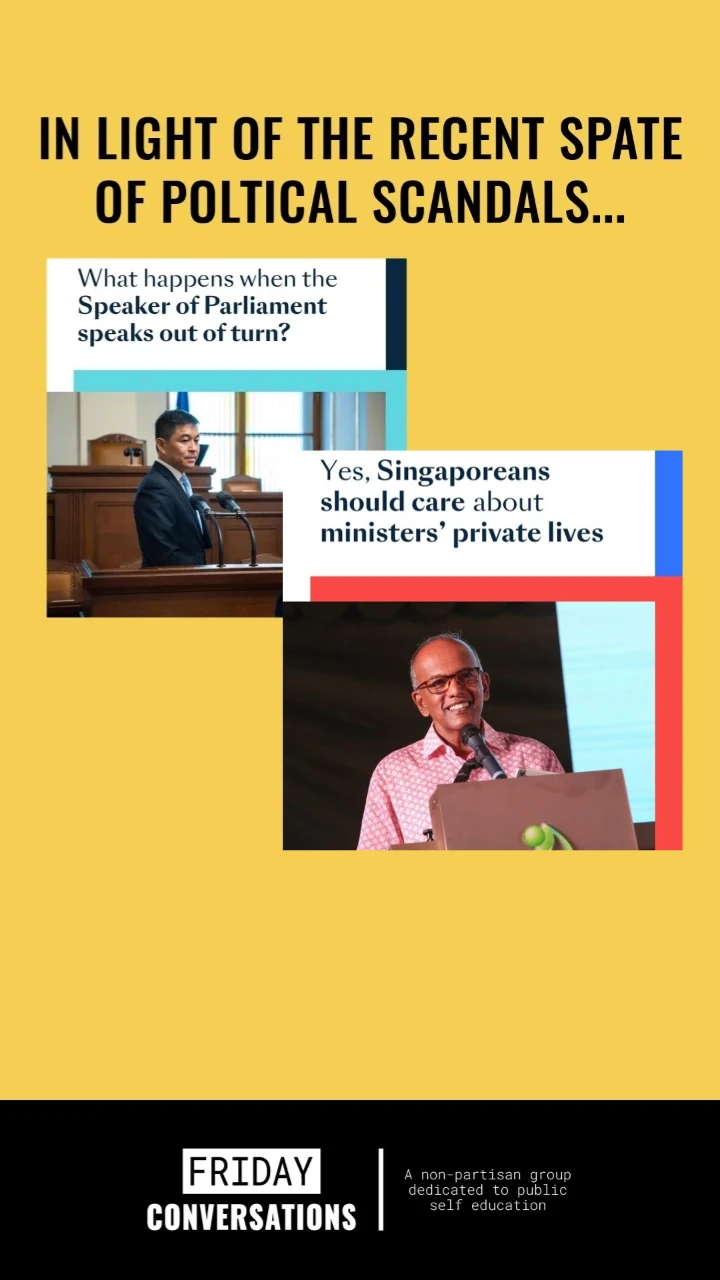 IN LIGHT OF THE RECENT SPATE
OF POLTICAL SCANDALS...
What happens when the
Speaker of Parliament
speaks out of turn?
Yes, Singaporeans
should care about
ministers’ private lives
FRIDAY
CONVERSATIONS
A non-partisan group
dedicated to public
self education